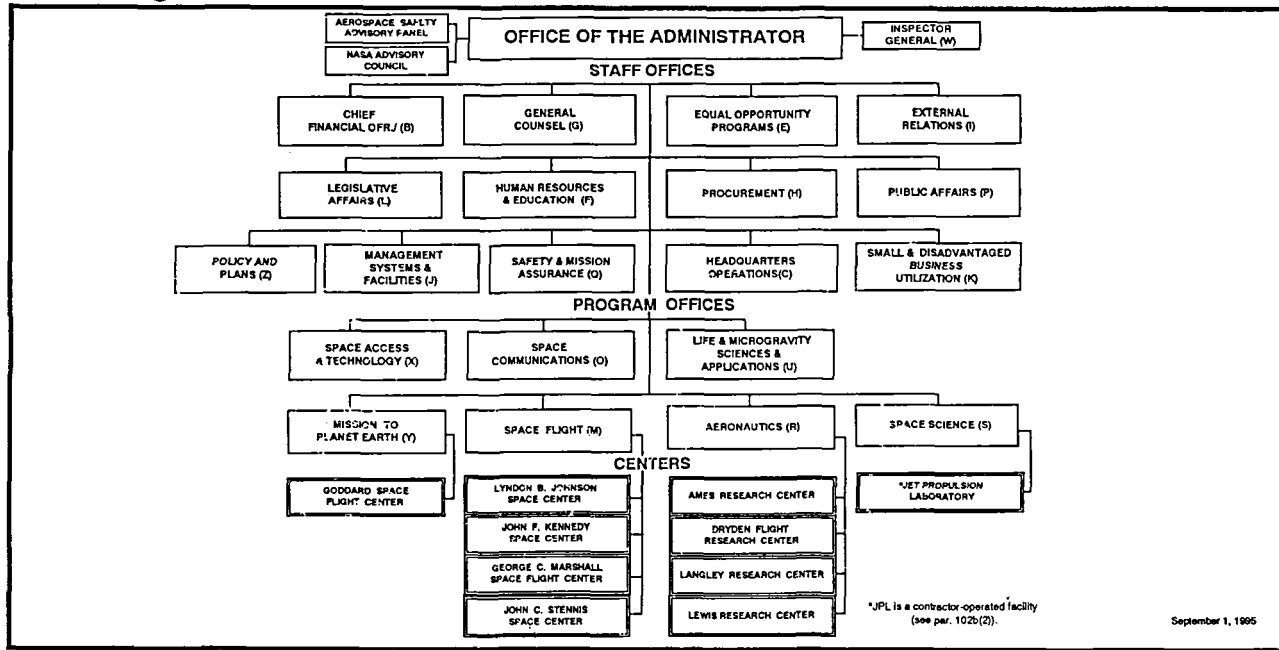 AEROSPACE SAFETY
ADVISORY PANEL
OFFICE OF THE ADMINISTRATOR
INSPECTOR
GENERAL (W)
NASA ADVISORY
COUNCIL
STAFF OFFICES
CHIEF
FINANCIAL OFR./ (B)
GENERAL
COUNSEL (G)
EQUAL OPPORTUNITY
PROGRAMS (E)
EXTERNAL
RELATIONS (I)
LEGISLATIVE
AFFAIRS (L)
HUMAN RESOURCES
& EDUCATION (F)
PROCUREMENT (H)
PUBLIC AFFAIRS (P)
POLICY AND
PLANS (Z)
MANAGEMENT
SYSTEMS &
FACILITIES (J)
SAFETY & MISSION
ASSURANCE (Q)
HEADQUARTERS
OPERATIONS(C)
SMALL & DISADVANTAGED
BUSINESS
UTILIZATION (K)
PROGRAM OFFICES
SPACE ACCESS
& TECHNOLOGY (X)
SPACE
COMMUNICATIONS (O)
LIFE & MICROGRAVITY
SCIENCES &
APPLICATIONS (U)
MISSION TO
PLANET EARTH (Y)
SPACE FLIGHT (M)
AERONAUTICS (R)
SPACE SCIENCE (S)
CENTERS
GODDARD SPACE
FLIGHT CENTER
LYNDON B. JOHNSON
SPACE CENTER
JOHN F. KENNEDY
SPACE CENTER
GEORGE C. MARSHALL
SPACE FLIGHT CENTER
JOHN C. STENNIS
SPACE CENTER
AMES RESEARCH CENTER
DRYDEN FLIGHT
RESEARCH CENTER
LANGLEY RESEARCH CENTER
LEWIS RESEARCH CENTER
*JET PROPULSION
LABORATORY
*JPL is a contractor-operated facility
(see par. 102b(2)).
September 1, 1995